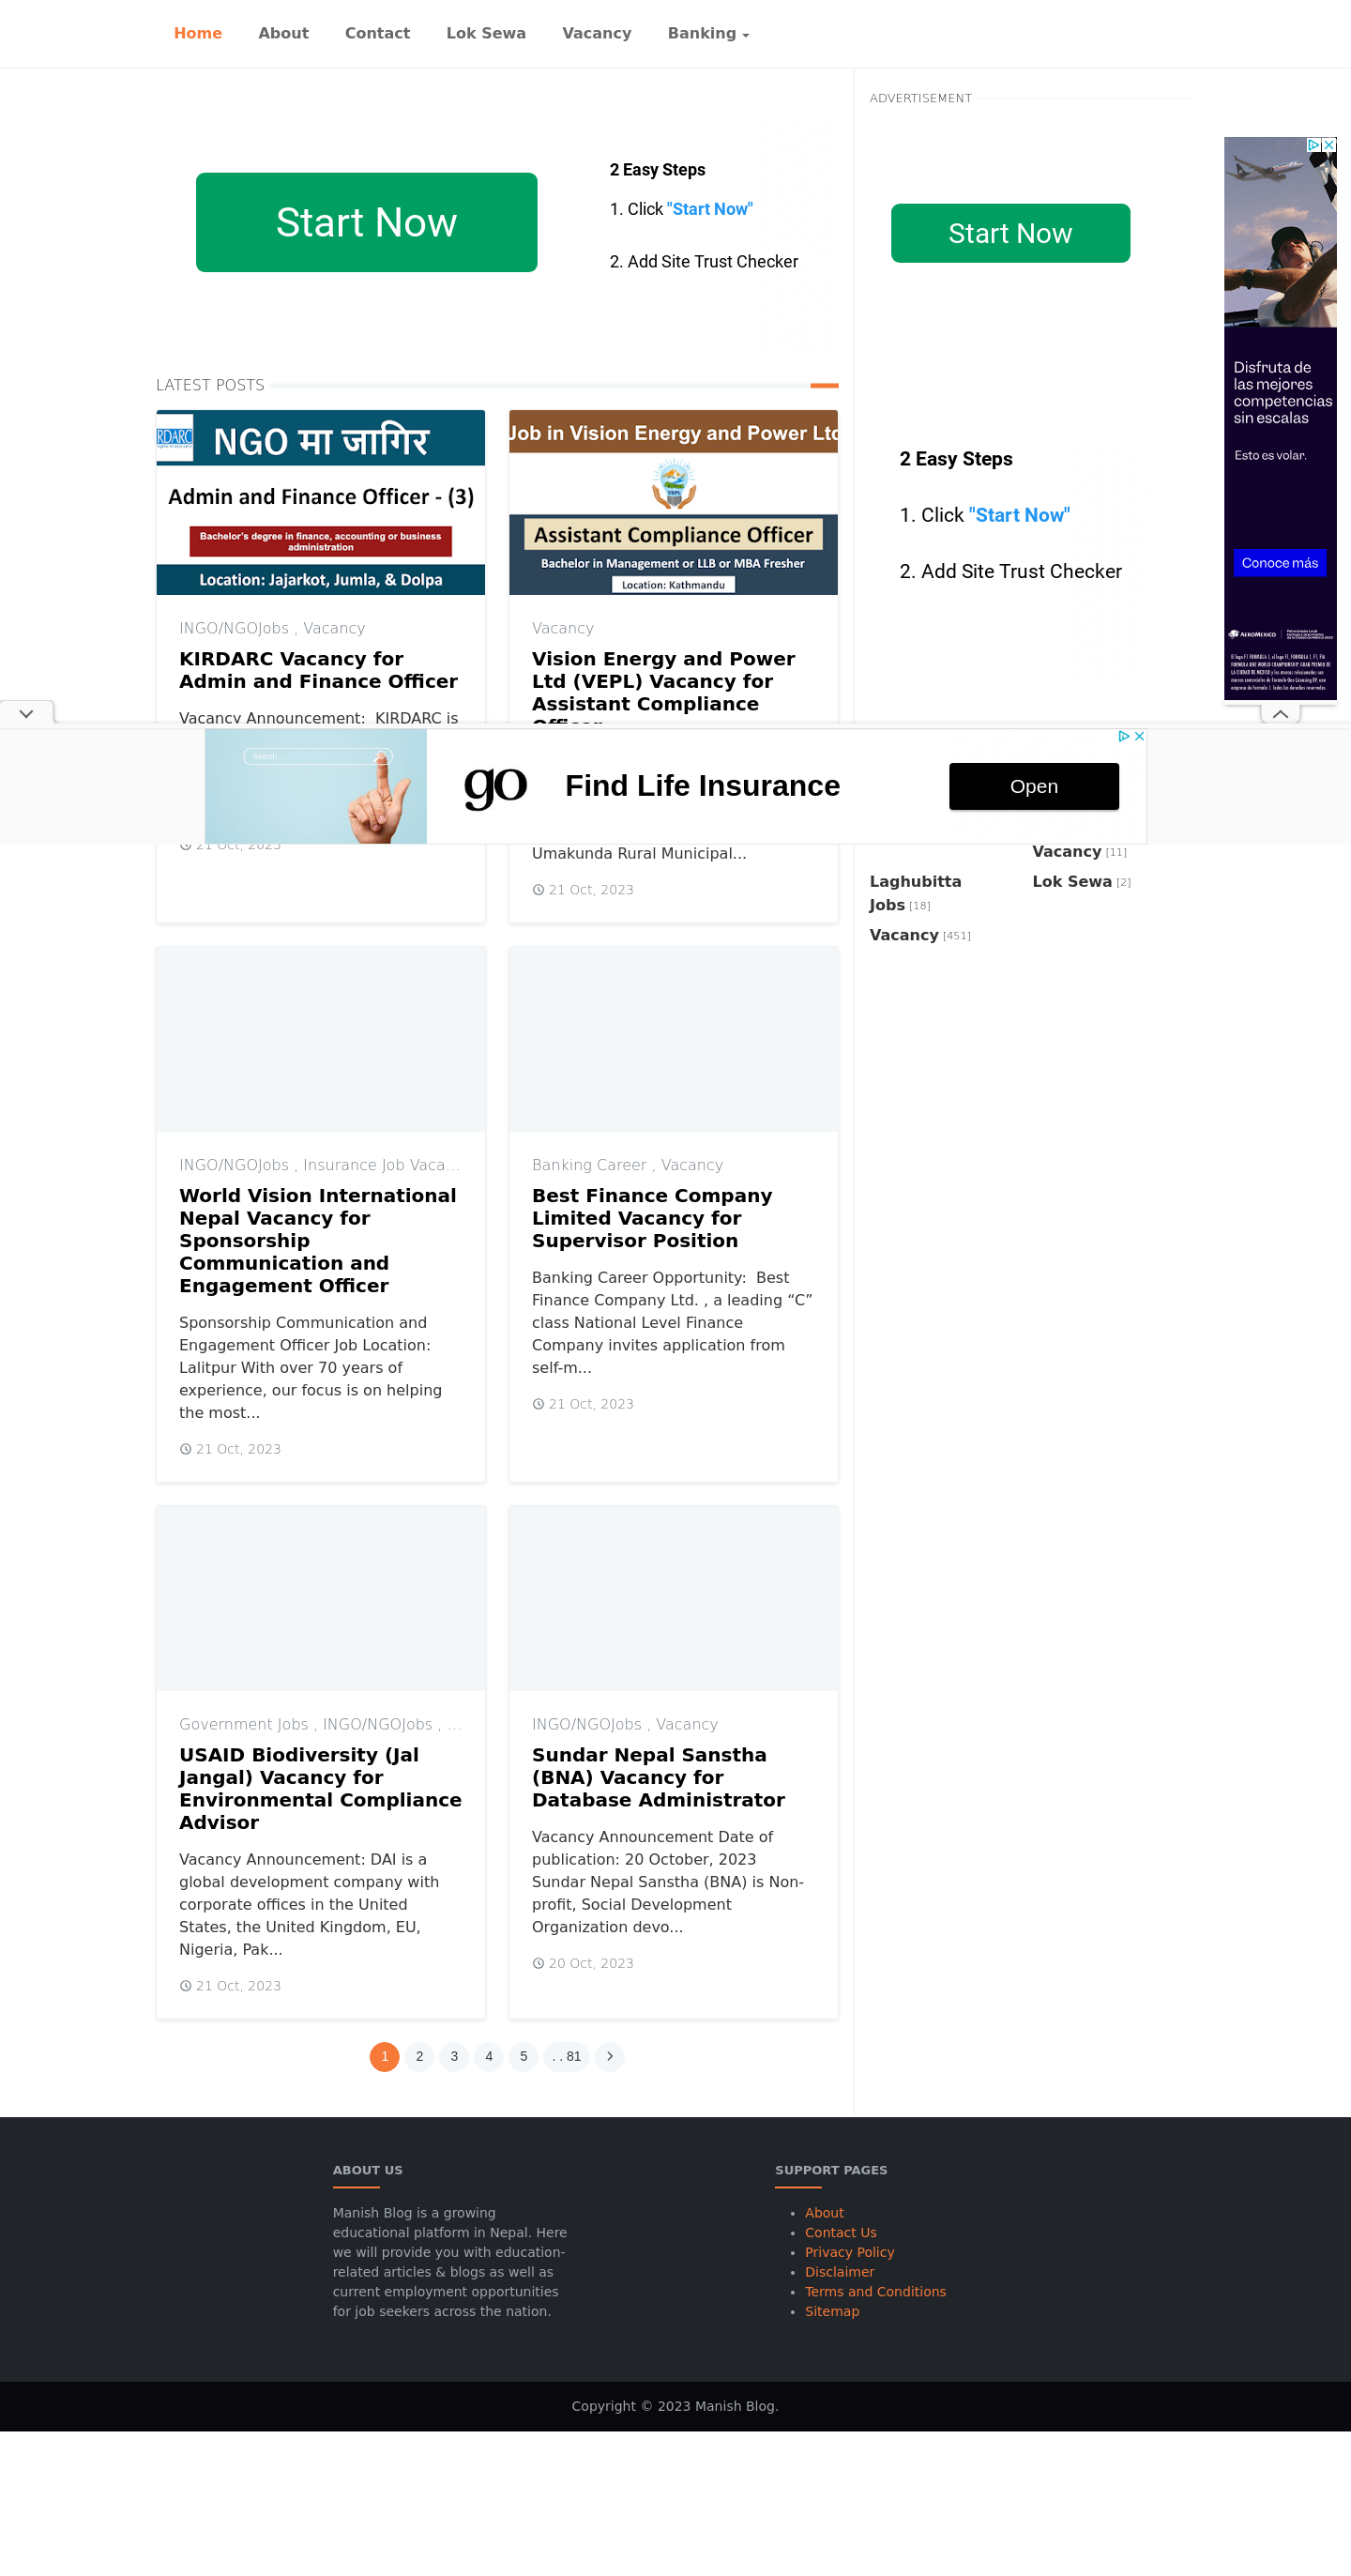 Home About Contact Lok Sewa Vacancy Banking
ADVERTISEMENT
Start Now
2 Easy Steps
1. Click "Start Now"
2. Add Site Trust Checker
Start Now
2 Easy Steps
1. Click "Start Now"
2. Add Site Trust Checker
Disfruta de
las mejores
competencias
sin escalas
Esto es volar.
Conoce más
AEROMEXICO
LATEST POSTS
RDARC
NGO मा जागिर
Admin and Finance Officer - (3)
Bachelor's degree in finance, accounting or business
administration
Location: Jajarkot, Jumla, & Dolpa
INGO/NGOJobs , Vacancy
KIRDARC Vacancy for
Admin and Finance Officer
Vacancy Announcement: KIRDARC is
21 Oct, 2023
Job in Vision Energy and Power Ltd
VEPL
Assistant Compliance Officer
Bachelor in Management or LLB or MBA Fresher
Location: Kathmandu
Vacancy
Vision Energy and Power
Ltd (VEPL) Vacancy for
Assistant Compliance
Officer
Umakunda Rural Municipal...
21 Oct, 2023
Search...
go
Find Life Insurance
Open
Vacancy [11]
Laghubitta
Jobs [18]
Lok Sewa [2]
Vacancy [451]
INGO/NGOJobs , Insurance Job Vaca...
World Vision International
Nepal Vacancy for
Sponsorship
Communication and
Engagement Officer
Sponsorship Communication and
Engagement Officer Job Location:
Lalitpur With over 70 years of
experience, our focus is on helping
the most...
21 Oct, 2023
Banking Career , Vacancy
Best Finance Company
Limited Vacancy for
Supervisor Position
Banking Career Opportunity: Best
Finance Company Ltd. , a leading “C”
class National Level Finance
Company invites application from
self-m...
21 Oct, 2023
Government Jobs , INGO/NGOJobs , ...
USAID Biodiversity (Jal
Jangal) Vacancy for
Environmental Compliance
Advisor
Vacancy Announcement: DAI is a
global development company with
corporate offices in the United
States, the United Kingdom, EU,
Nigeria, Pak...
21 Oct, 2023
INGO/NGOJobs , Vacancy
Sundar Nepal Sanstha
(BNA) Vacancy for
Database Administrator
Vacancy Announcement Date of
publication: 20 October, 2023
Sundar Nepal Sanstha (BNA) is Non-
profit, Social Development
Organization devo...
20 Oct, 2023
1 2 3 4 5 . . 81
ABOUT US
Manish Blog is a growing
educational platform in Nepal. Here
we will provide you with education-
related articles & blogs as well as
current employment opportunities
for job seekers across the nation.
SUPPORT PAGES
About
Contact Us
Privacy Policy
Disclaimer
Terms and Conditions
Sitemap
Copyright © 2023 Manish Blog.